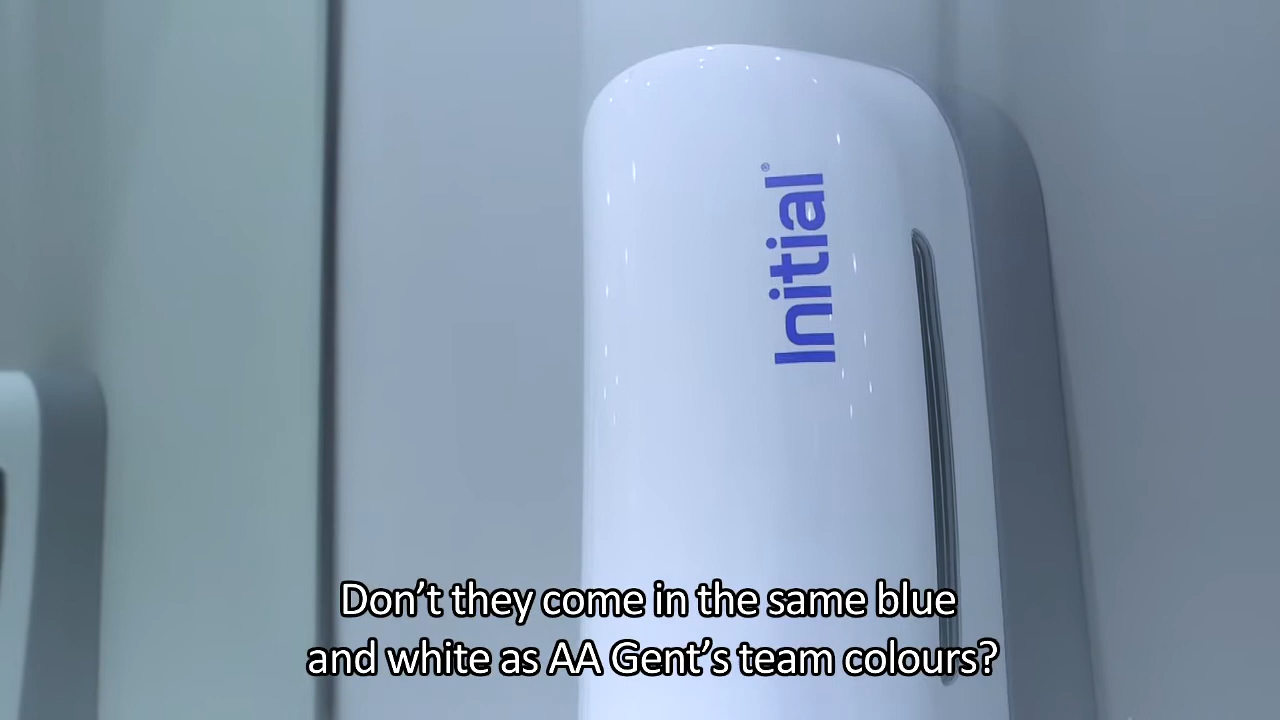 Initial®
Don't they come in the same blue
and white as AA Gent's team colours?